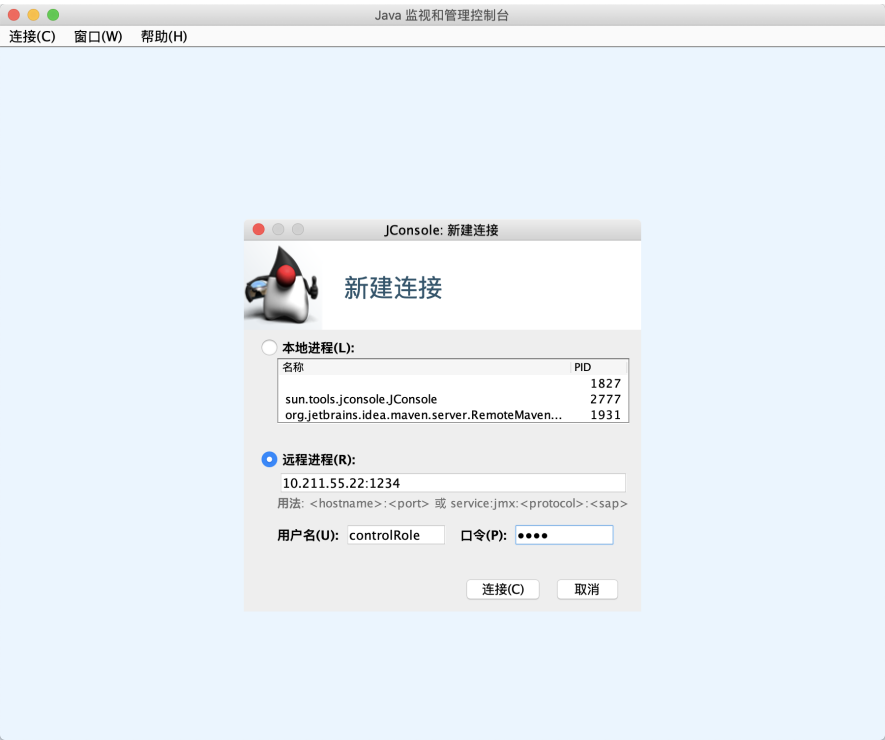 Java 监视和管理控制台
连接(C) 窗口(W) 帮助(H)
JConsole: 新建连接
新建连接
本地进程(L):
名称 PID
1827
sun.tools.jconsole.JConsole 2777
org.jetbrains.idea.maven.server.RemoteMaven... 1931
远程进程(R):
10.211.55.22:1234
用法: <hostname>:<port> 或 service:jmx:<protocol>:<sap>
用户名(U): controlRole 口令(P): ••••
连接(C) 取消